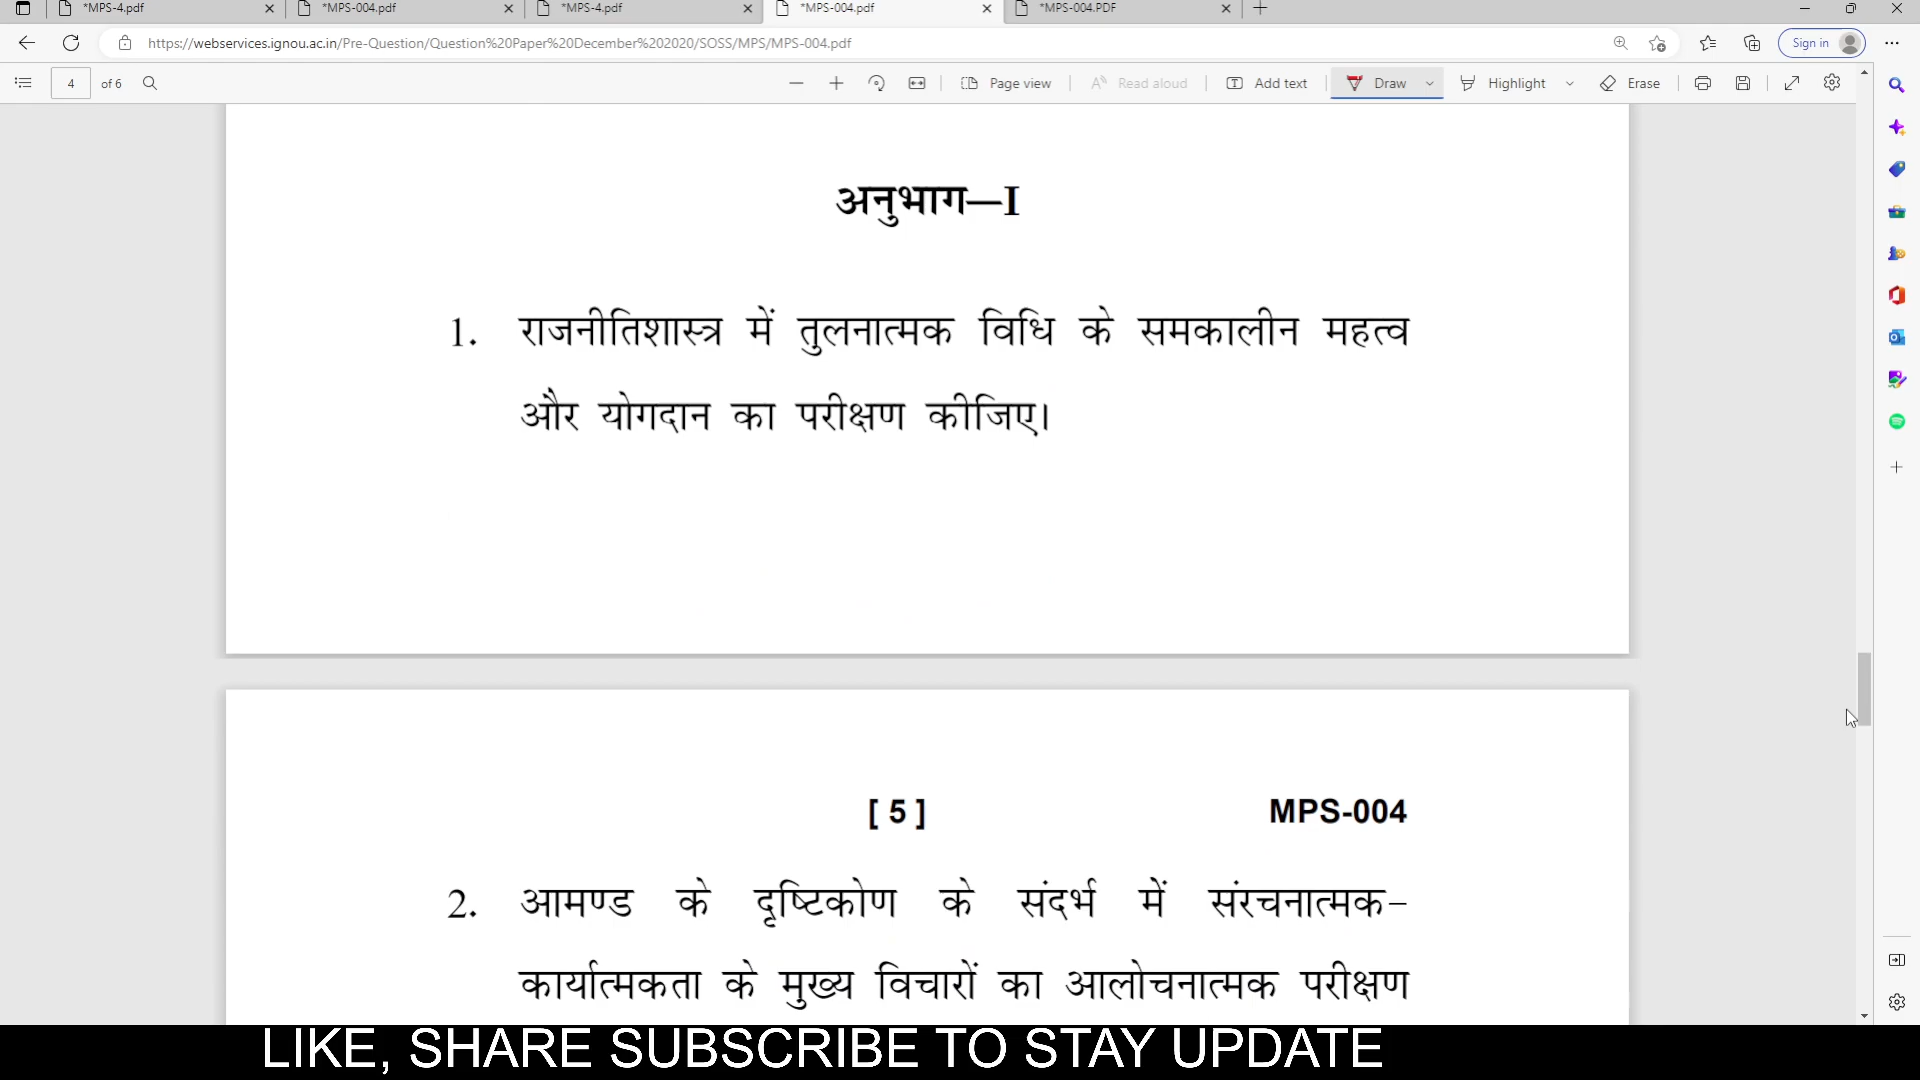 *MPS-4.pdf
*MPS-004.pdf
*MPS-4.pdf
*MPS-004.pdf
*MPS-004.PDF
https://webservices.ignou.ac.in/Pre-Question/Question%20Paper%20December%202020/SOSS/MPS/MPS-004.pdf
Sign in
4 of 6
Page view
Read aloud
Add text
Draw
Highlight
Erase
अनुभाग—I
1. राजनीतिशास्त्र में तुलनात्मक विधि के समकालीन महत्व
और योगदान का परीक्षण कीजिए।
[ 5 ] MPS-004
2. आमण्ड के दृष्टिकोण के संदर्भ में संरचनात्मक-
कार्यात्मकता के मुख्य विचारों का आलोचनात्मक परीक्षण
LIKE, SHARE SUBSCRIBE TO STAY UPDATE